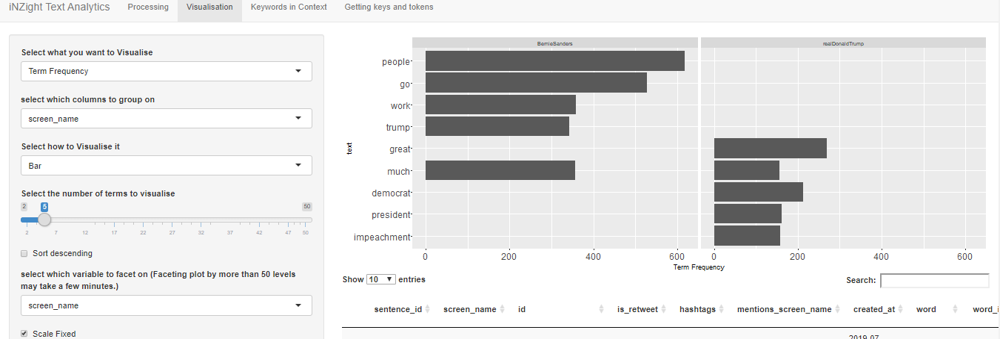 iNZight Text Analytics Processing Visualisation Keywords in Context Getting keys and tokens
Select what you want to Visualise
Term Frequency
select which columns to group on
screen_name
Select how to Visualise it
Bar
Select the number of terms to visualise
2 5 50
2 7 12 17 22 27 32 37 42 47 50
Sort descending
select which variable to facet on (Faceting plot by more than 50 levels
may take a few minutes.)
screen_name
Scale Fixed
BernieSanders realDonaldTrump
text
people
go
work
trump
great
much
democrat
president
impeachment
0 200 400 600 0 200 400 600
Term Frequency
Show 10 entries Search:
sentence_id screen_name id is_retweet hashtags mentions_screen_name created_at word
2019-07